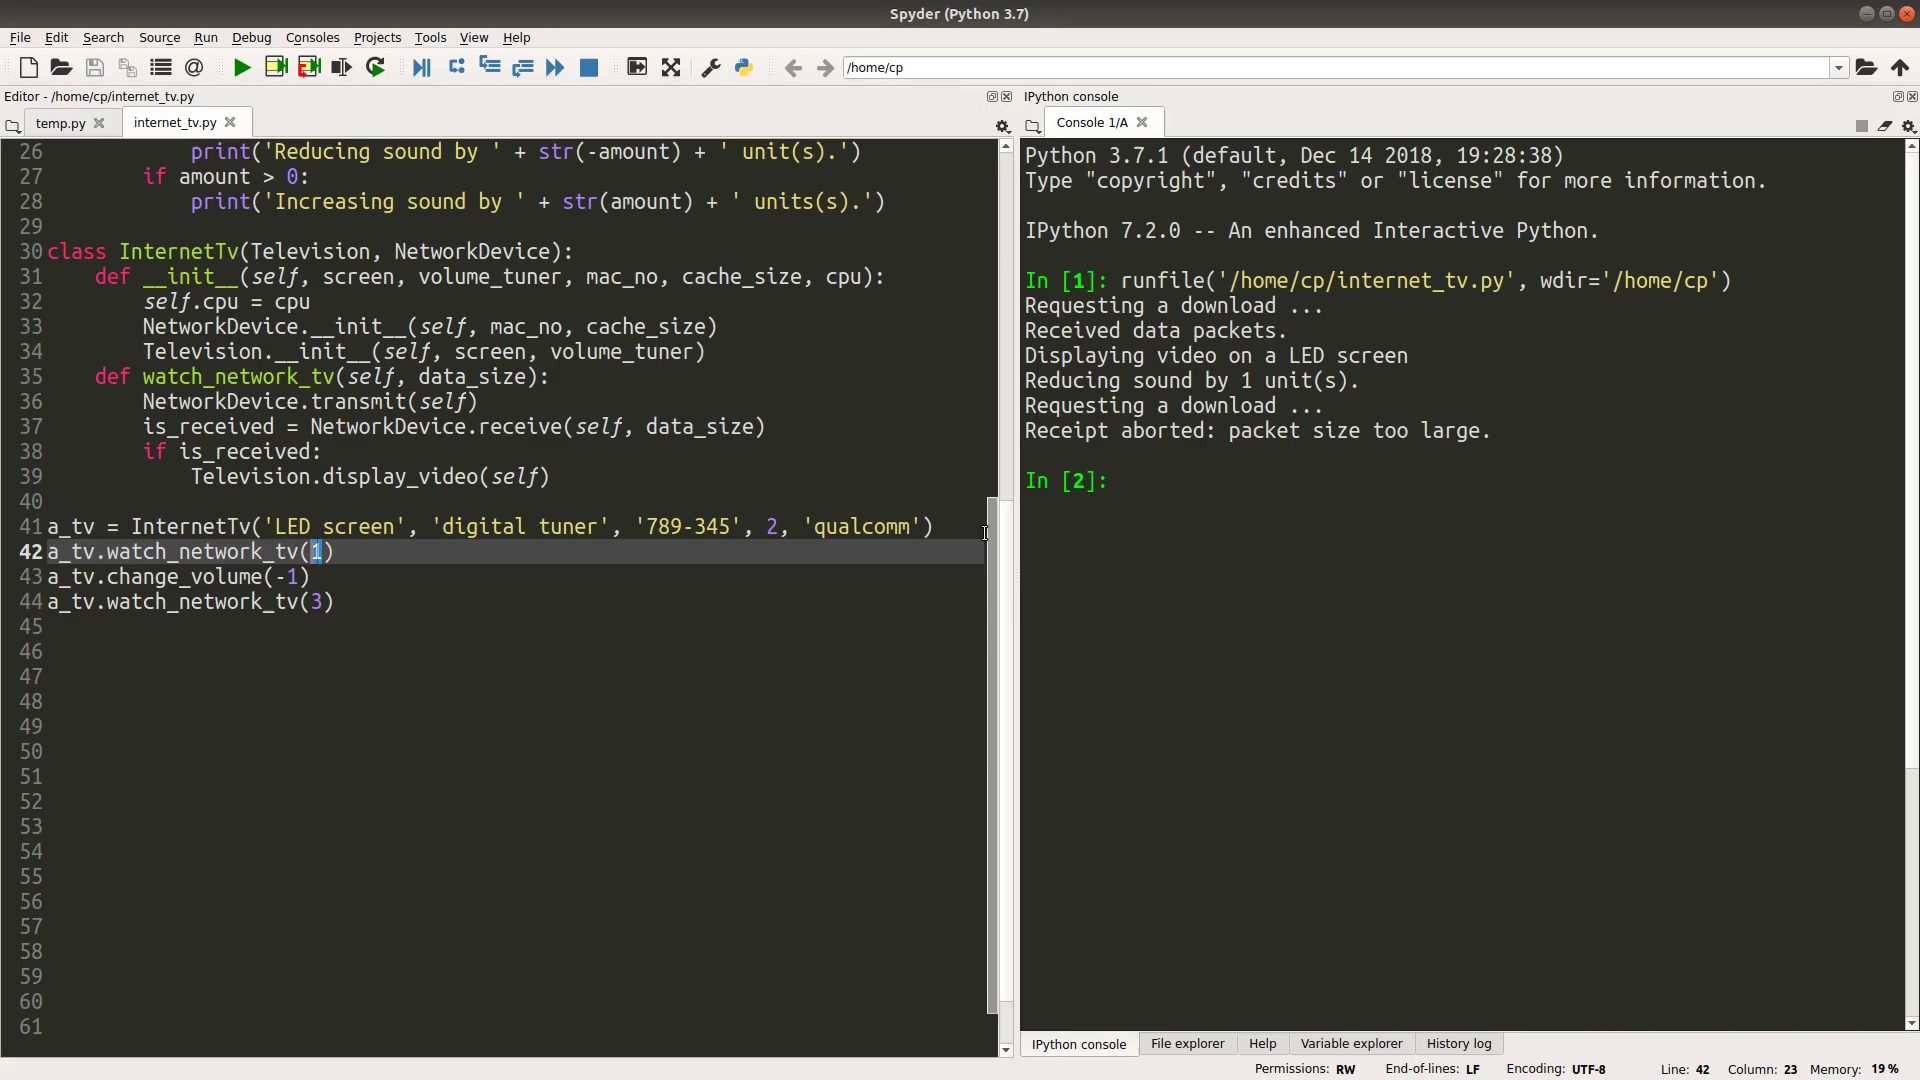 Spyder (Python 3.7)
File Edit Search Source Run Debug Consoles Projects Tools View Help
/home/cp
Editor - /home/cp/internet_tv.py
temp.py
internet_tv.py
26            print('Reducing sound by ' + str(-amount) + ' unit(s).')
27        if amount > 0:
28            print('Increasing sound by ' + str(amount) + ' units(s).')
29
30 class InternetTv(Television, NetworkDevice):
31    def __init__(self, screen, volume_tuner, mac_no, cache_size, cpu):
32        self.cpu = cpu
33        NetworkDevice.__init__(self, mac_no, cache_size)
34        Television.__init__(self, screen, volume_tuner)
35    def watch_network_tv(self, data_size):
36        NetworkDevice.transmit(self)
37        is_received = NetworkDevice.receive(self, data_size)
38        if is_received:
39            Television.display_video(self)
40
41 a_tv = InternetTv('LED screen', 'digital tuner', '789-345', 2, 'qualcomm')
42 a_tv.watch_network_tv(1)
43 a_tv.change_volume(-1)
44 a_tv.watch_network_tv(3)
45
46
47
48
49
50
51
52
53
54
55
56
57
58
59
60
61
IPython console
Console 1/A
Python 3.7.1 (default, Dec 14 2018, 19:28:38)
Type "copyright", "credits" or "license" for more information.
IPython 7.2.0 -- An enhanced Interactive Python.
In [1]: runfile('/home/cp/internet_tv.py', wdir='/home/cp')
Requesting a download ...
Received data packets.
Displaying video on a LED screen
Reducing sound by 1 unit(s).
Requesting a download ...
Receipt aborted: packet size too large.
In [2]:
IPython console File explorer Help Variable explorer History log
Permissions: RW End-of-lines: LF Encoding: UTF-8 Line: 42 Column: 23 Memory: 19 %